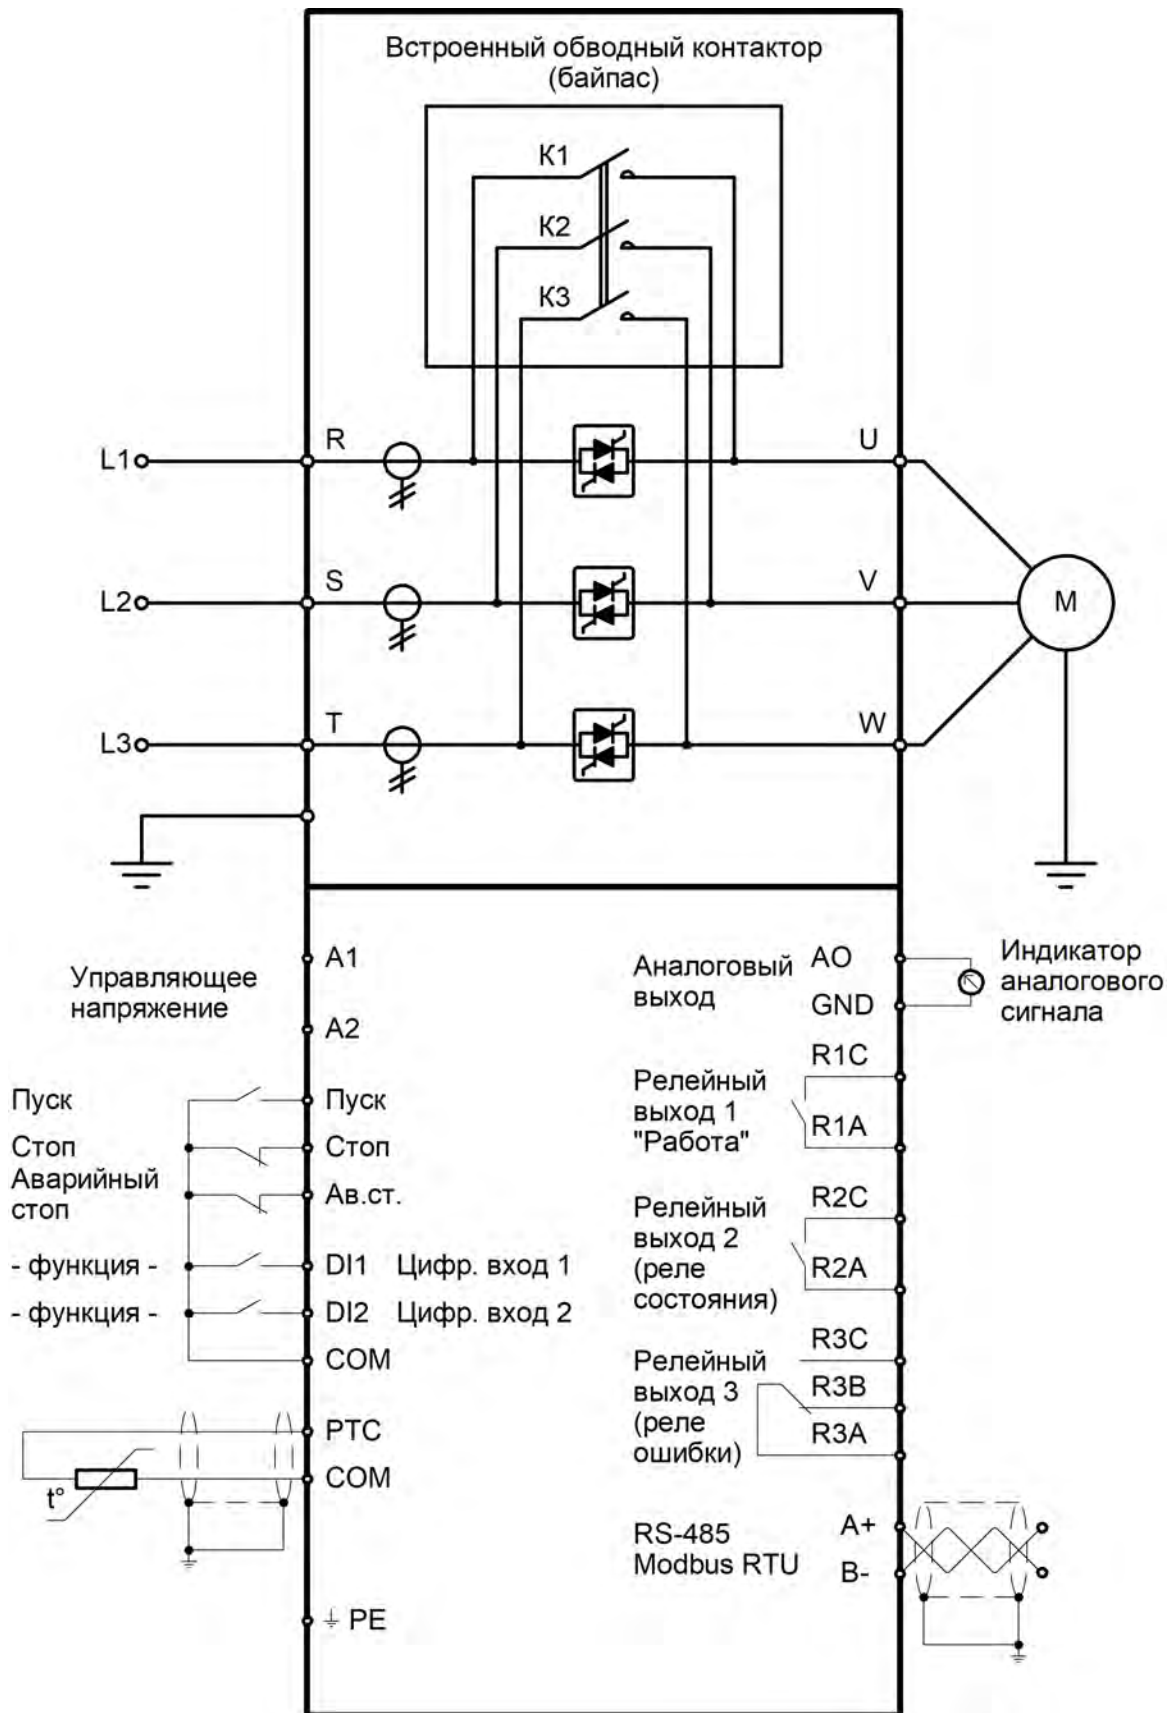 Встроенный обводный контактор
(байпас)
К1
К2
К3
R
U
L1
S
V
L2
M
T
W
L3
Управляющее
напряжение
A1
A2
Аналоговый
выход
AO
GND
Индикатор
аналогового
сигнала
Пуск
Пуск
Стоп
Стоп
Аварийный
стоп
Ав.ст.
- функция -
DI1 Цифр. вход 1
- функция -
DI2 Цифр. вход 2
COM
PTC
COM
t°
PE
Релейный
выход 1
"Работа"
R1C
R1A
Релейный
выход 2
(реле
состояния)
R2C
R2A
Релейный
выход 3
(реле
ошибки)
R3C
R3B
R3A
RS-485
Modbus RTU
A+
B-